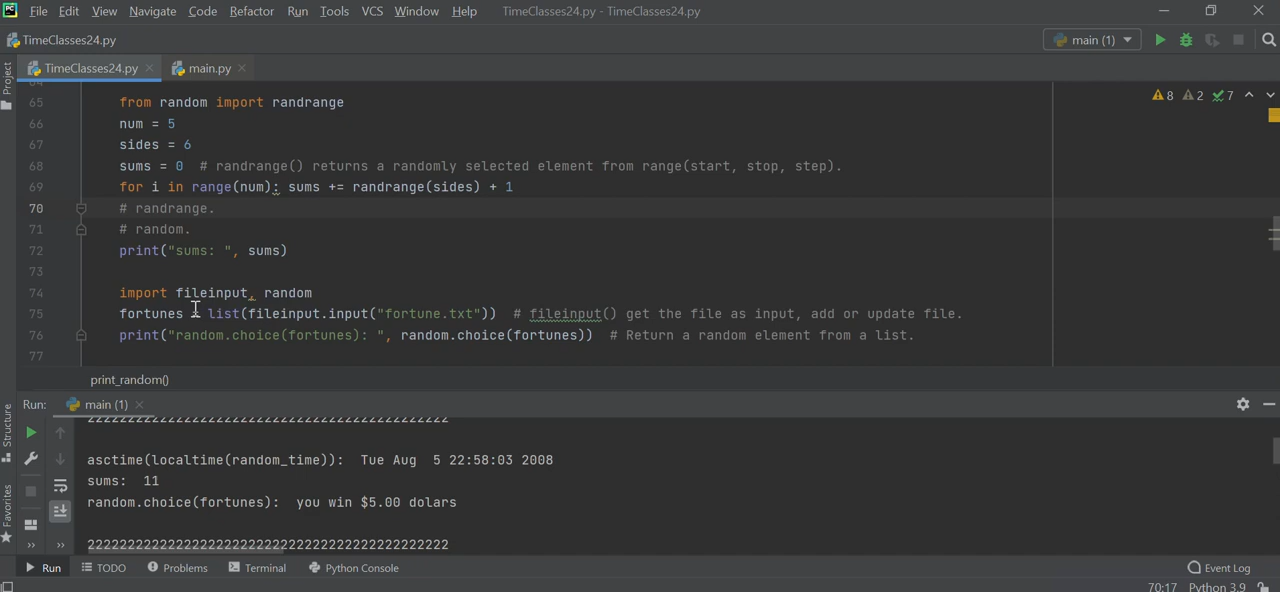 PC File Edit View Navigate Code Refactor Run Tools VCS Window Help TimeClasses24.py - TimeClasses24.py
TimeClasses24.py main (1)
Project TimeClasses24.py main.py
8 2 7
65 from random import randrange
66 num = 5
67 sides = 6
68 sums = 0 # randrange() returns a randomly selected element from range(start, stop, step).
69 for i in range(num): sums += randrange(sides) + 1
70 # randrange.
71 # random.
72 print("sums: ", sums)
73
74 import fileinput, random
75 fortunes = list(fileinput.input("fortune.txt")) # fileinput() get the file as input, add or update file.
76 print("random.choice(fortunes): ", random.choice(fortunes)) # Return a random element from a list.
77
print_random()
Run: main (1)
Structure
Favorites
asctime(localtime(random_time)): Tue Aug 5 22:58:03 2008
sums: 11
random.choice(fortunes): you win $5.00 dolars
222222222222222222222222222222222222222222222
Run TODO Problems Terminal Python Console Event Log
70:17 Python 3.9